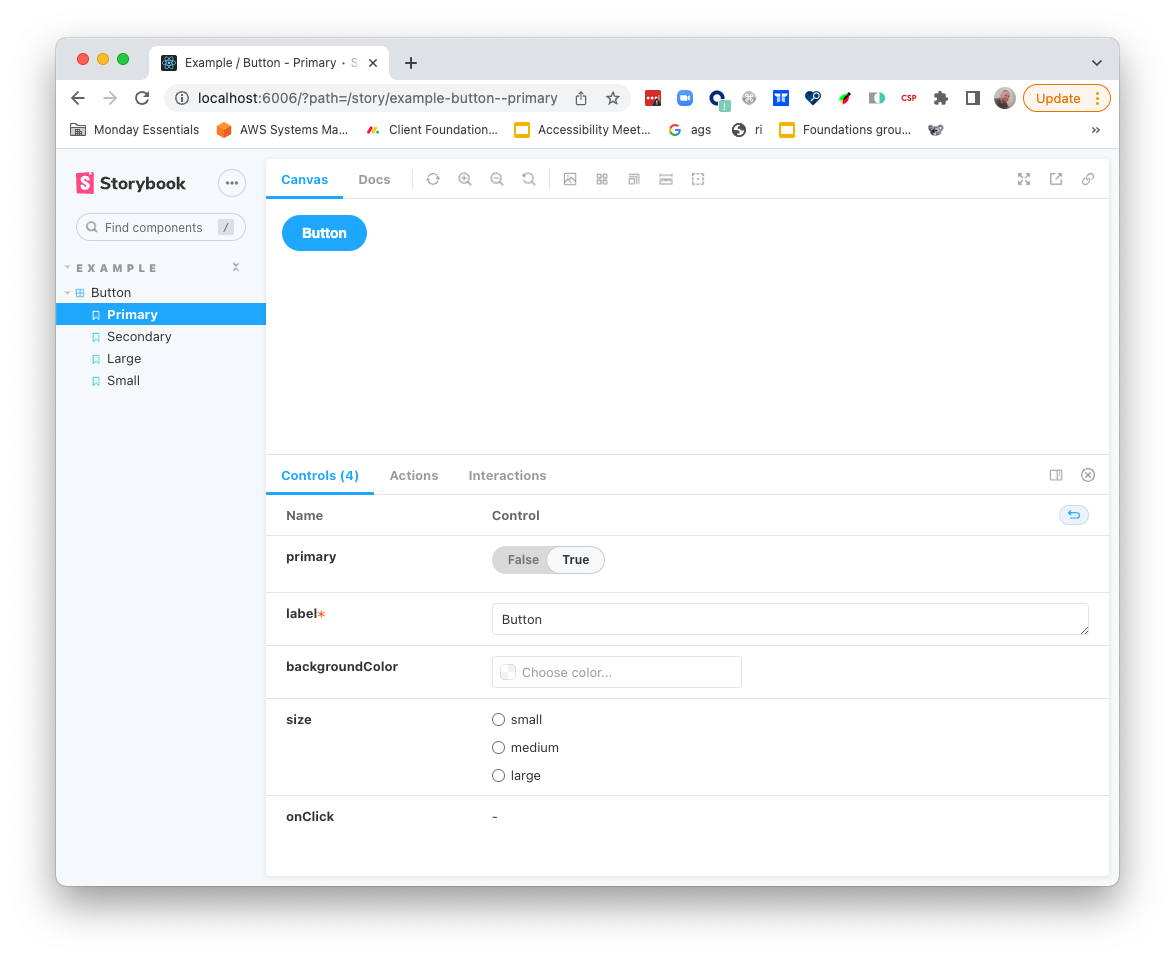 Example / Button - Primary · S
localhost:6006/?path=/story/example-button--primary
CSP
Update
Monday Essentials
AWS Systems Ma...
Client Foundation...
Accessibility Meet...
ags
ri
Foundations grou...
»
Storybook
Find components
/
EXAMPLE
Button
Primary
Secondary
Large
Small
Canvas
Docs
Button
Controls (4)
Actions
Interactions
Name
Control
primary
False
True
label*
Button
backgroundColor
Choose color...
size
small
medium
large
onClick
-